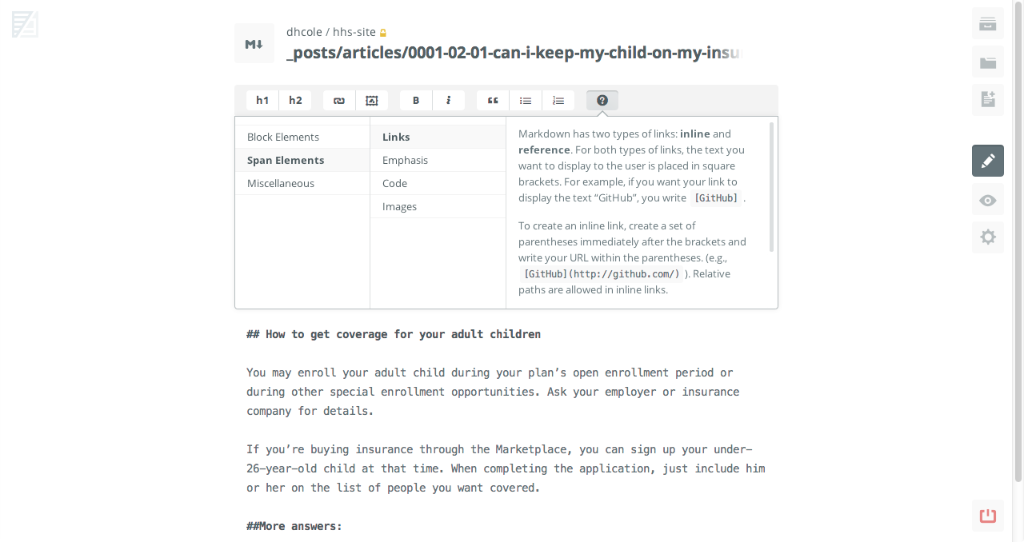 M↓
dhcole / hhs-site
_posts/articles/0001-02-01-can-i-keep-my-child-on-my-insu
h1 h2 B i “ ?
Block Elements
Span Elements
Miscellaneous
Links
Emphasis
Code
Images
Markdown has two types of links: inline and
reference. For both types of links, the text you
want to display to the user is placed in square
brackets. For example, if you want your link to
display the text “GitHub”, you write [GitHub] .
To create an inline link, create a set of
parentheses immediately after the brackets and
write your URL within the parentheses. (e.g.,
[GitHub](http://github.com/) ). Relative
paths are allowed in inline links.
## How to get coverage for your adult children
You may enroll your adult child during your plan’s open enrollment period or
during other special enrollment opportunities. Ask your employer or insurance
company for details.
If you’re buying insurance through the Marketplace, you can sign up your under-
26-year-old child at that time. When completing the application, just include him
or her on the list of people you want covered.
##More answers: